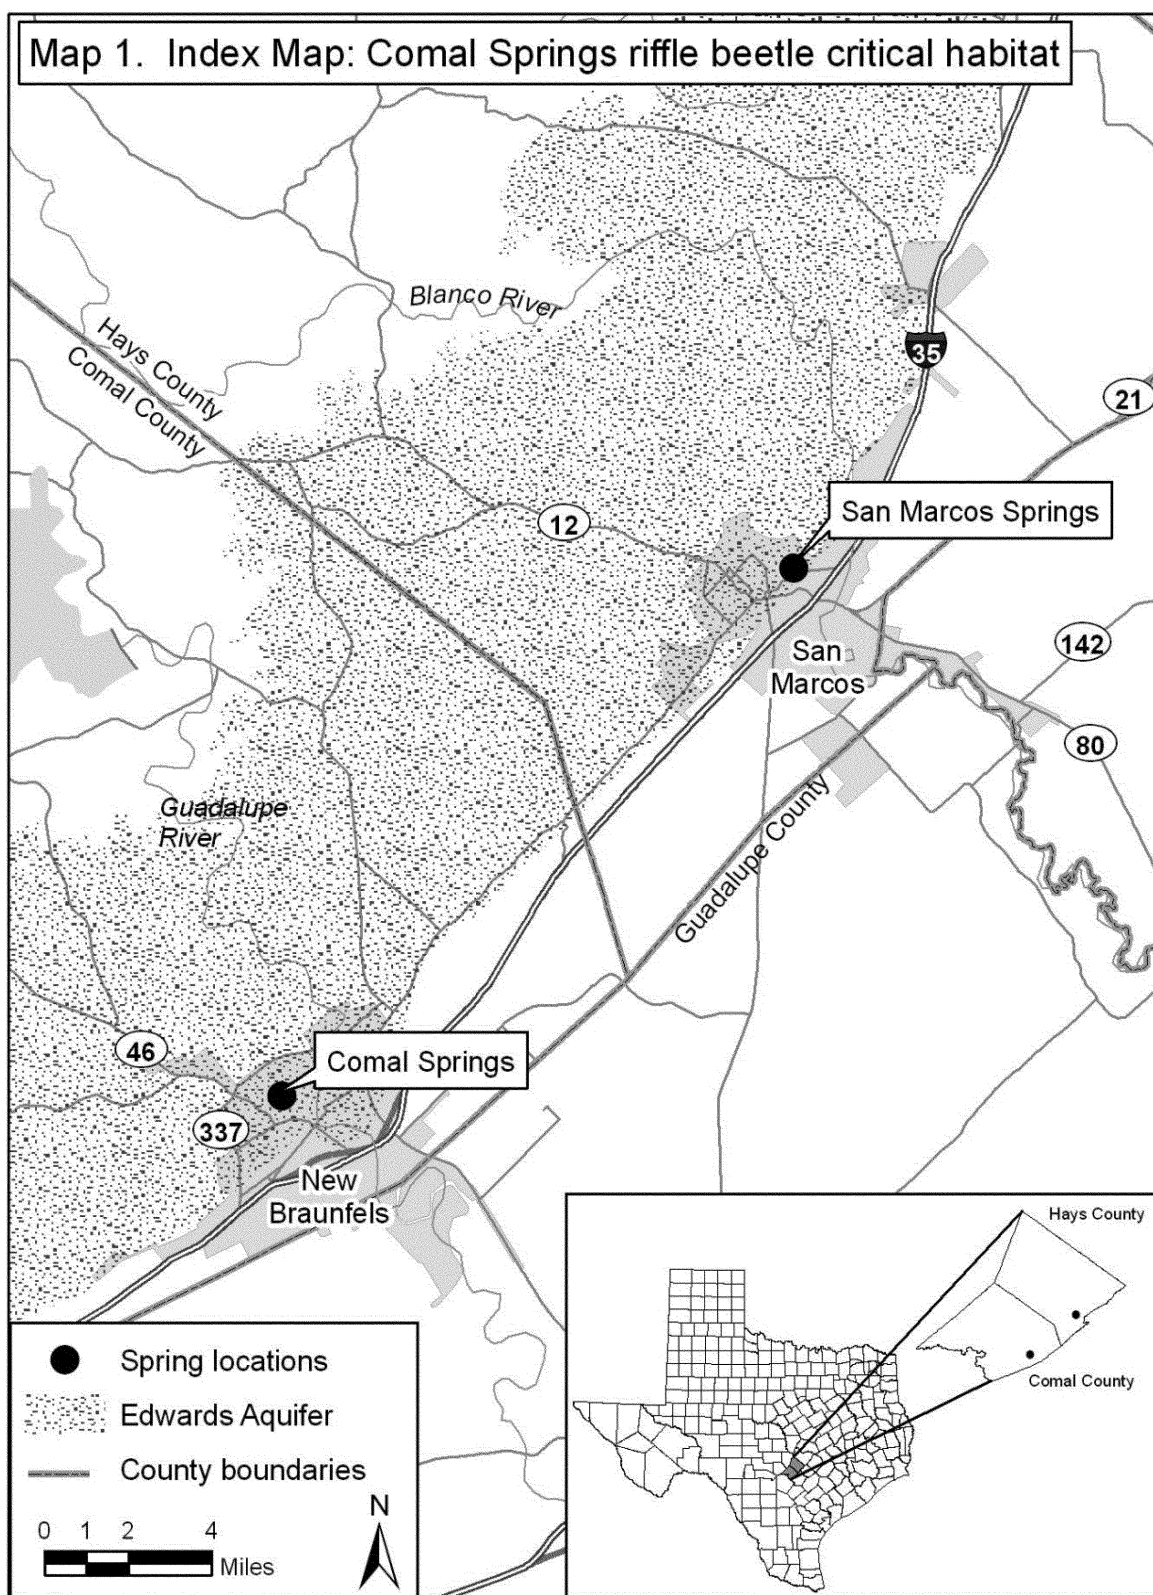 Map 1. Index Map: Comal Springs riffle beetle critical habitat
Blanco River
Hays County
Comal County
35
21
12
San Marcos Springs
142
San
Marcos
80
Guadalupe
River
Guadalupe County
46
Comal Springs
337
New
Braunfels
Hays County
Comal County
Spring locations
Edwards Aquifer
County boundaries
N
0 1 2 4
Miles